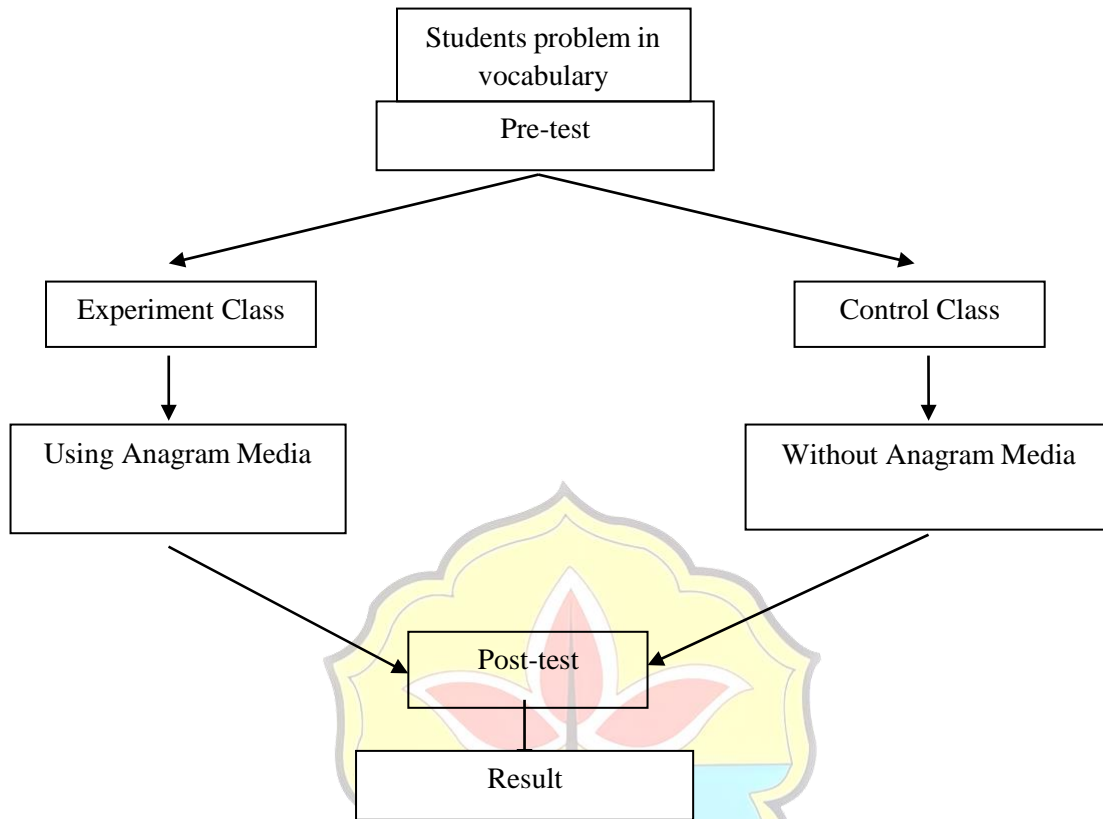 Students problem in
vocabulary
Pre-test
Experiment Class
Control Class
Using Anagram Media
Without Anagram Media
Post-test
Result